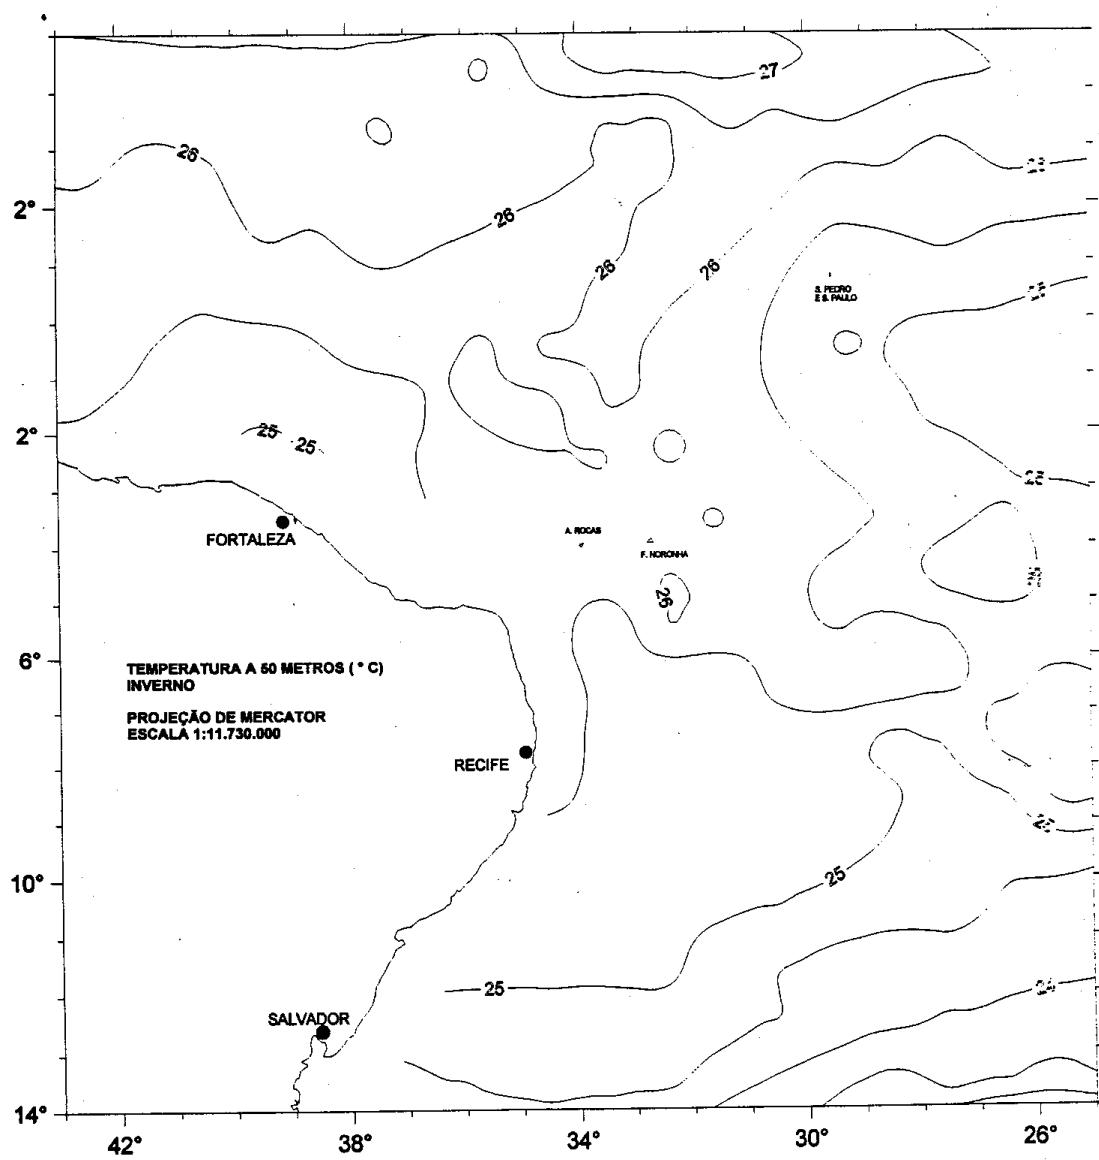 27
26
26
2°
26
26
S. PEDRO
E S. PAULO
25
25
2°
25
FORTALEZA
A. ROCAS
F. NORONHA
26
6°
TEMPERATURA A 50 METROS ( ° C)
INVERNO
PROJEÇÃO DE MERCATOR
ESCALA 1:11.730.000
RECIFE
25
10°
25
25
24
SALVADOR
14°
42°
38°
34°
30°
26°